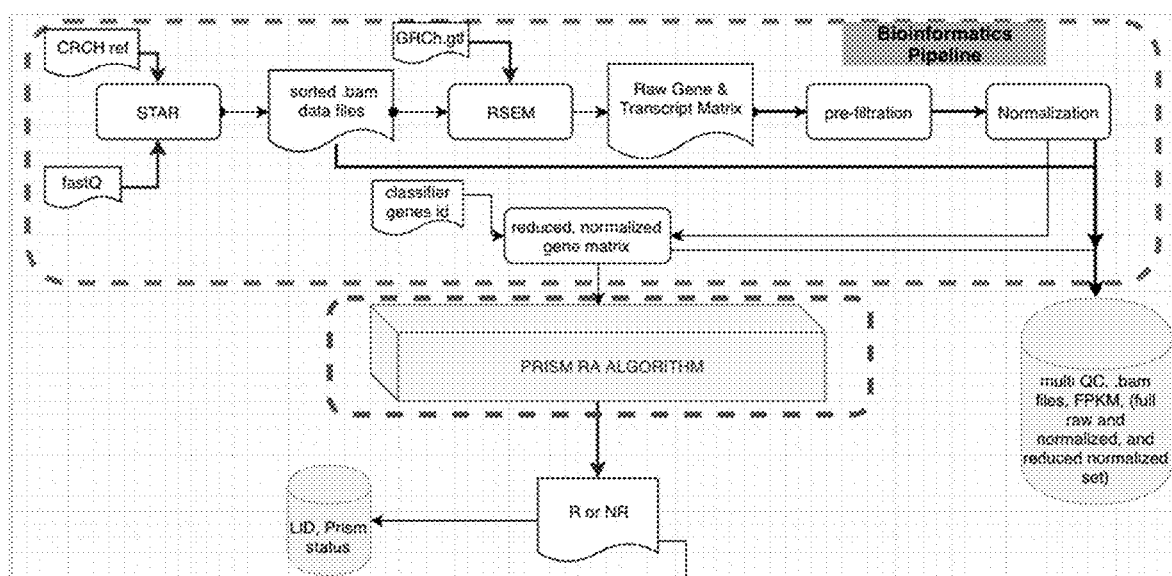 CRCH ref
GRCh.gtf
Bioinformatics
Pipeline
STAR
sorted .bam
data files
RSEM
Raw Gene &
Transcript Matrix
pre-filtration
Normalization
fastQ
classifier
genes id
reduced, normalized
gene matrix
PRISM RA ALGORITHM
multi QC, .bam
files, FPKM, (full
raw and
normalized, and
reduced normalized
set)
R or NR
LID, Prism
status